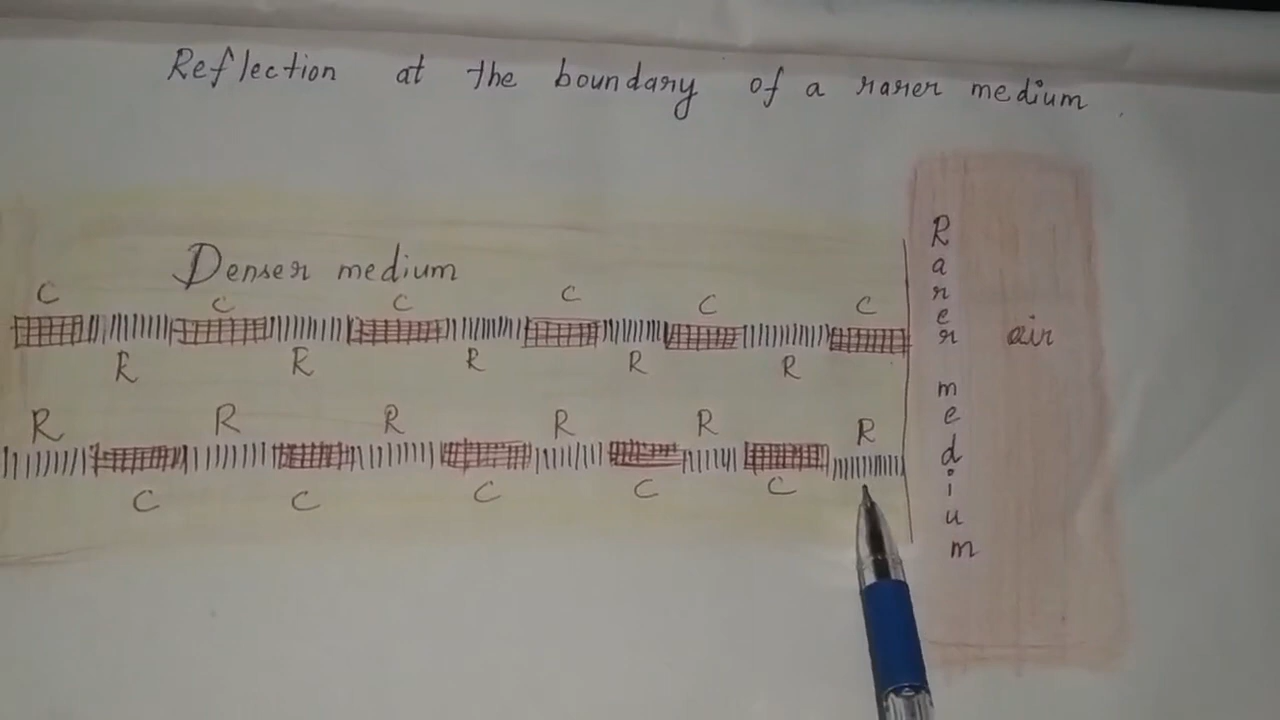 Reflection at the boundary of a rarer medium
Denser medium
C C C C C C
R R R R R
R R R R R R
C C C C C
Rarer medium
air